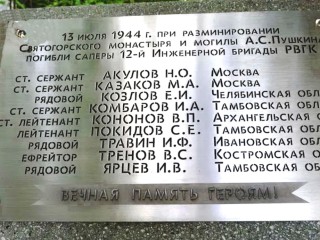 13 июля 1944 г. при разминировании
Святогорского монастыря и могилы А.С.Пушкина
погибли саперы 12-й Инженерной бригады РВГК
ст. сержант Акулов Н.О. Москва
ст. сержант Казаков М.А. Москва
рядовой Козлов Е.И. Челябинская обл
ст. сержант Комбаров И.А. Тамбовская обл
ст. лейтенант Кононов В.П. Архангельская о
лейтенант Покидов С.Е. Тамбовская об
рядовой Травин И.Ф. Ивановская обл
ефрейтор Тренов В.С. Костромская о
рядовой Ярцев И.В. Тамбовская об
ВЕЧНАЯ ПАМЯТЬ ГЕРОЯМ!